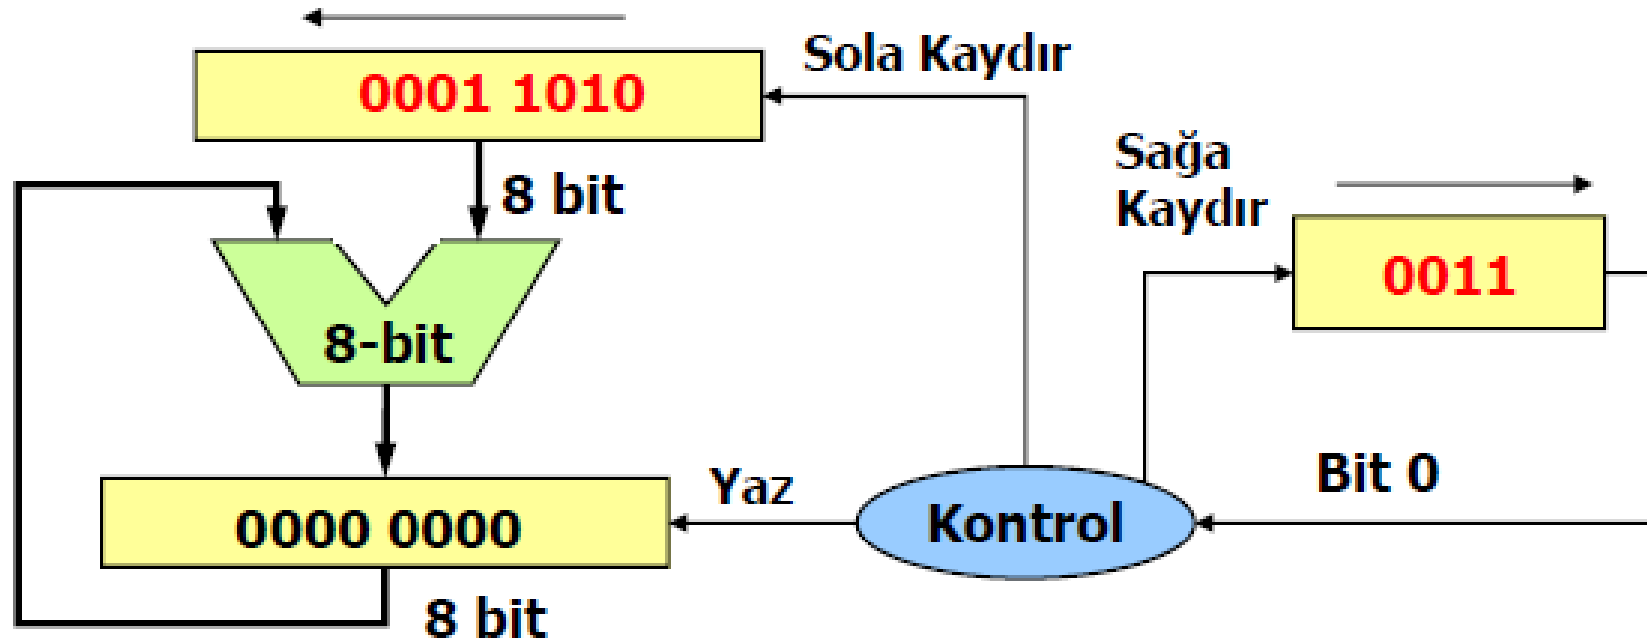 Sola Kaydır
0001 1010
Sağa
Kaydır
8 bit
0011
8-bit
Bit 0
Yaz
Kontrol
0000 0000
8 bit